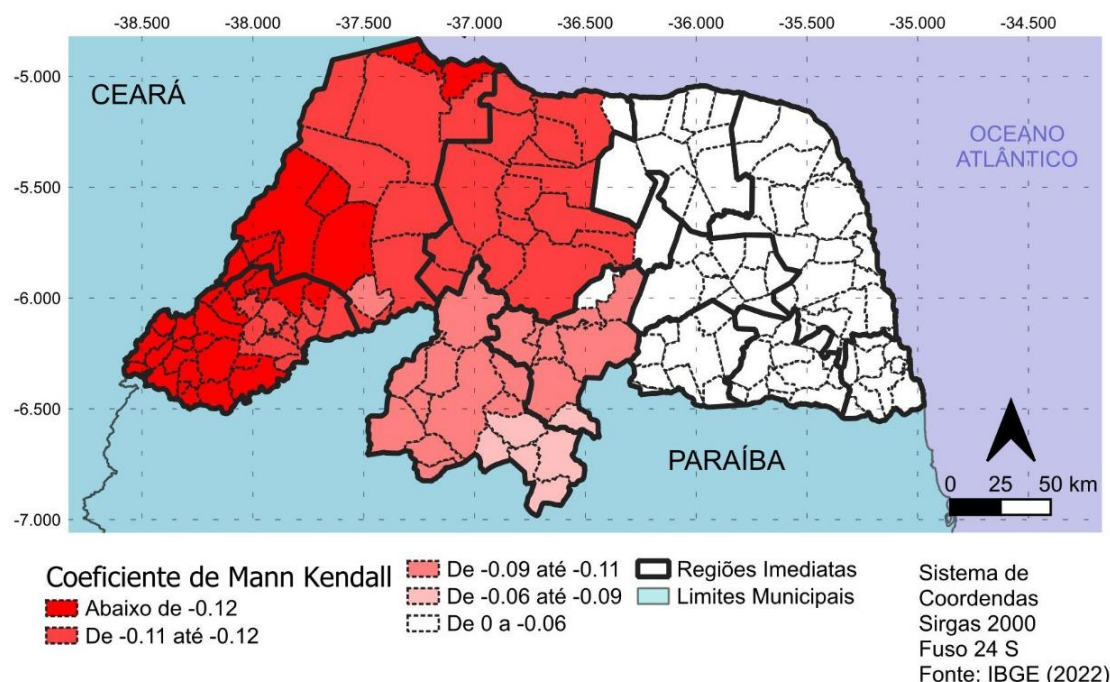 -38.500 -38.000 -37.500 -37.000 -36.500 -36.000 -35.500 -35.000 -34.500
-5.000
CEARÁ
OCEANO
ATLÂNTICO
-5.500
-6.000
-6.500
PARAÍBA
0 25 50 km
-7.000
Coeficiente de Mann Kendall
Abaixo de -0.12
De -0.11 até -0.12
De -0.09 até -0.11
De -0.06 até -0.09
De 0 a -0.06
Regiões Imediatas
Limites Municipais
Sistema de
Coordendas
Sirgas 2000
Fuso 24 S
Fonte: IBGE (2022)